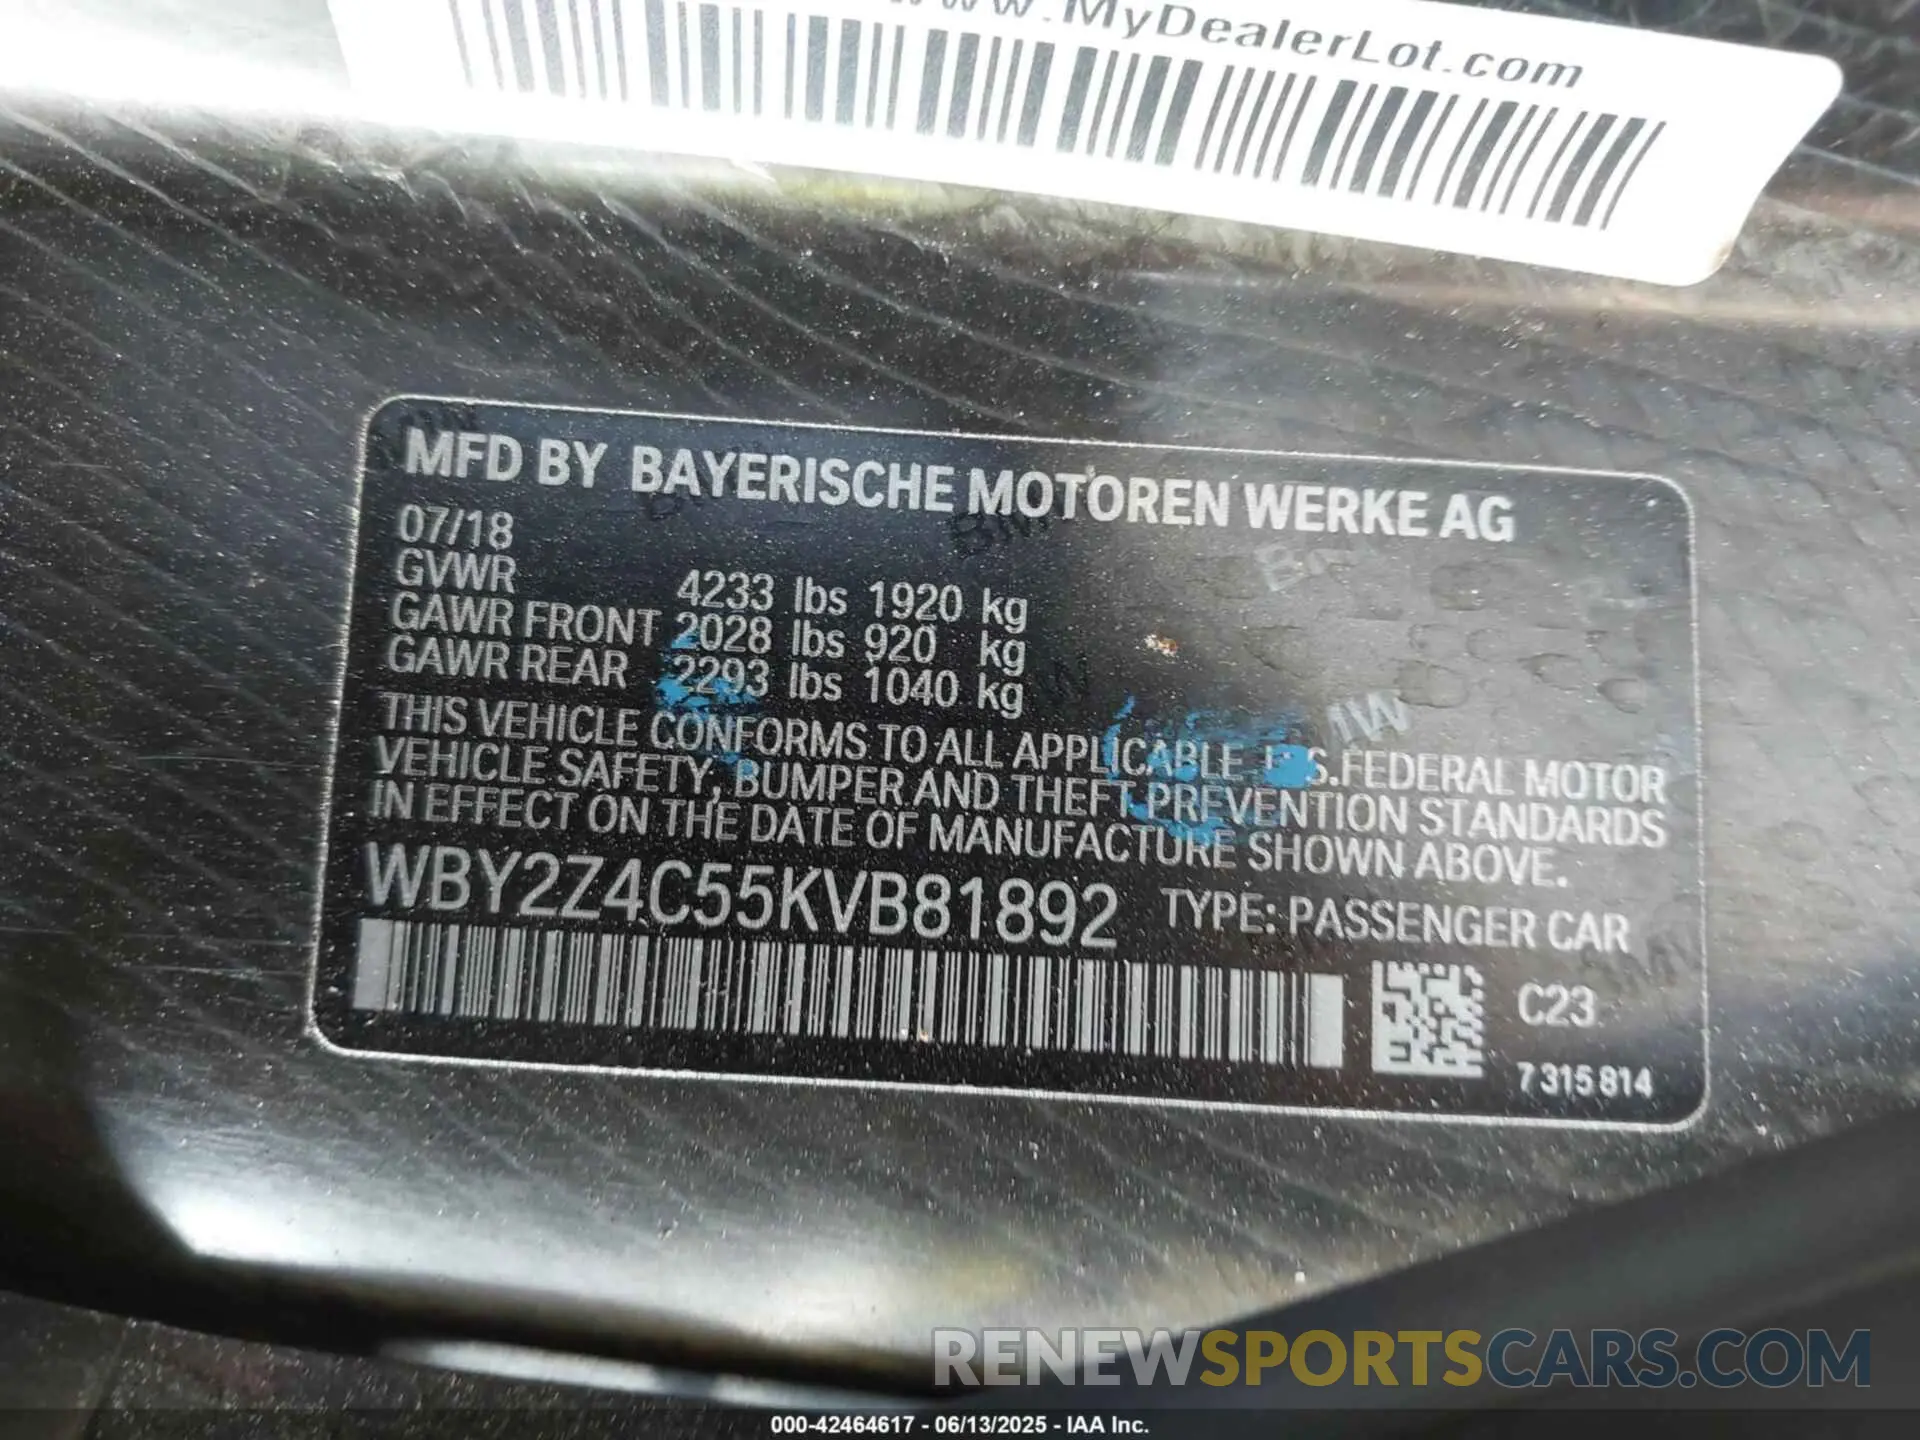 www.MyDealerLot.com
MFD BY BAYERISCHE MOTOREN WERKE AG
07/18
GVWR 4233 lbs 1920 kg
GAWR FRONT 2028 lbs 920 kg
GAWR REAR 2293 lbs 1040 kg
THIS VEHICLE CONFORMS TO ALL APPLICABLE U.S.FEDERAL MOTOR
VEHICLE SAFETY, BUMPER AND THEFT PREVENTION STANDARDS
IN EFFECT ON THE DATE OF MANUFACTURE SHOWN ABOVE.
WBY2Z4C55KVB81892 TYPE: PASSENGER CAR
C23
7 315 814
RENEWSPORTSCARS.COM
000-42464617 - 06/13/2025 - IAA Inc.